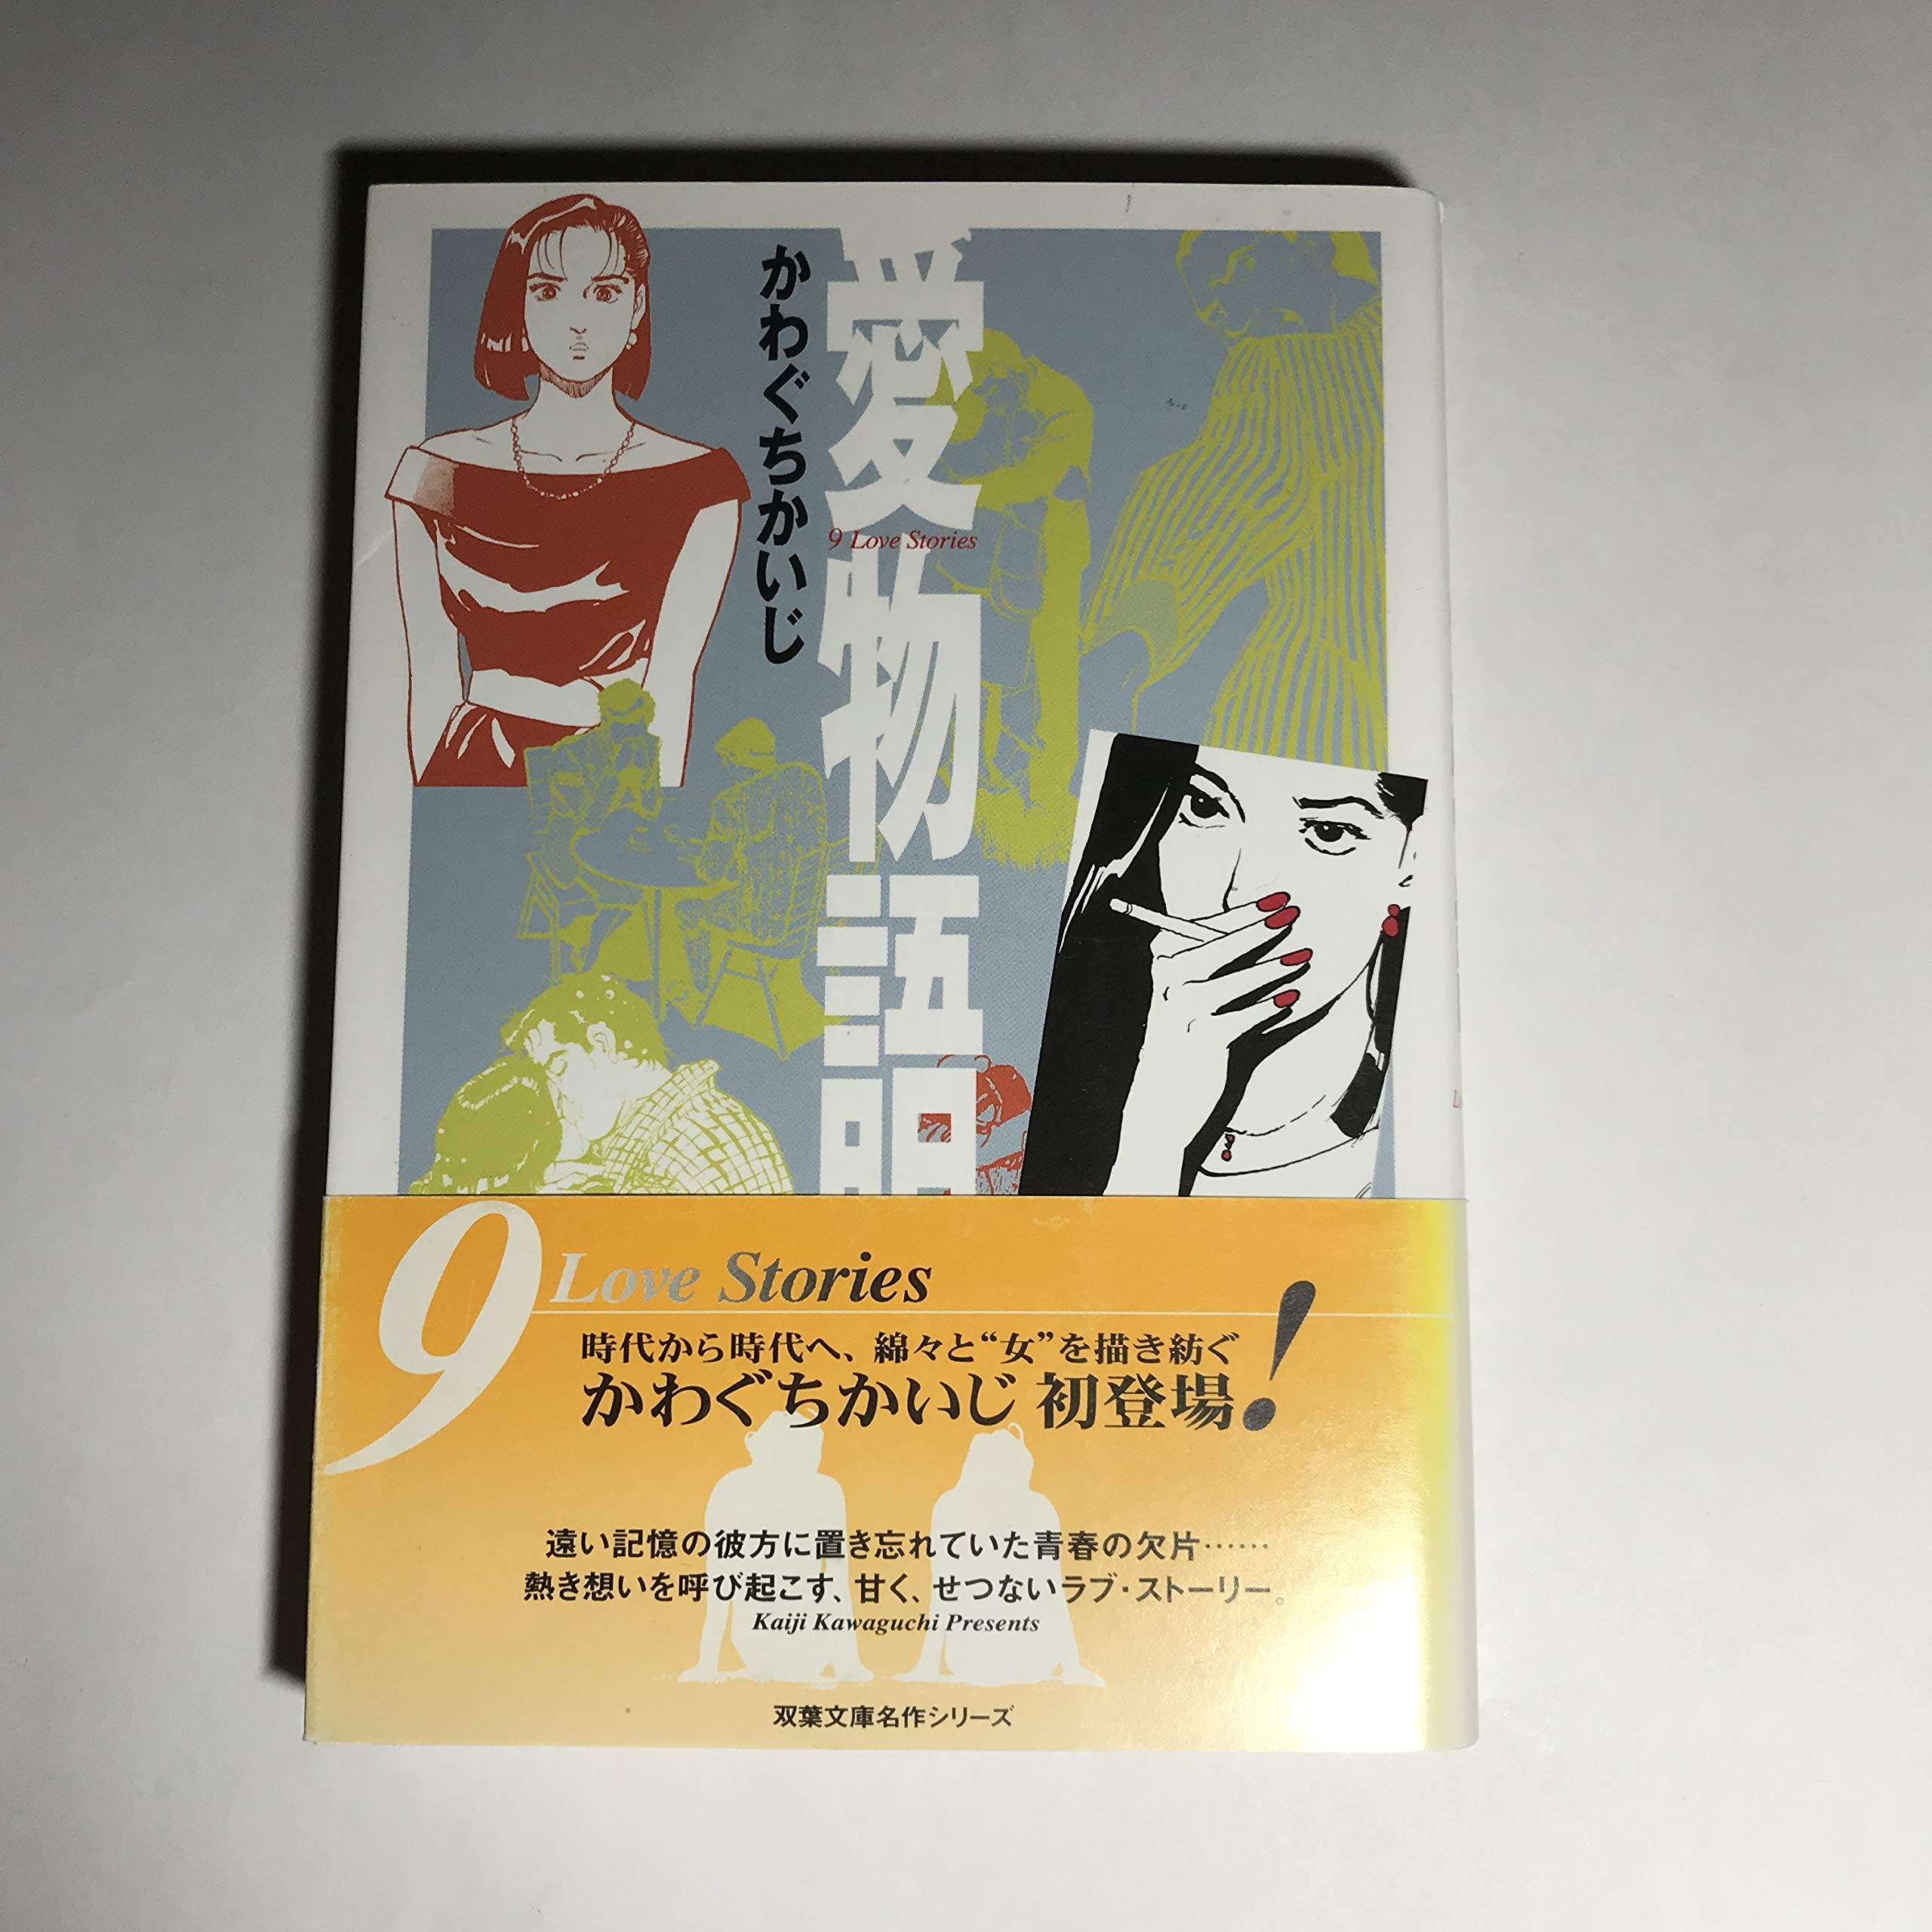 愛物語
9 Love Stories
かわぐちかいじ
9 Love Stories
時代から時代へ、綿々と“女”を描き紡ぐ
かわぐちかいじ 初登場!
遠い記憶の彼方に置き忘れていた青春の欠片……
熱き想いを呼び起こす、甘く、せつないラブ・ストーリー。
Kaiji Kawaguchi Presents
双葉文庫名作シリーズ